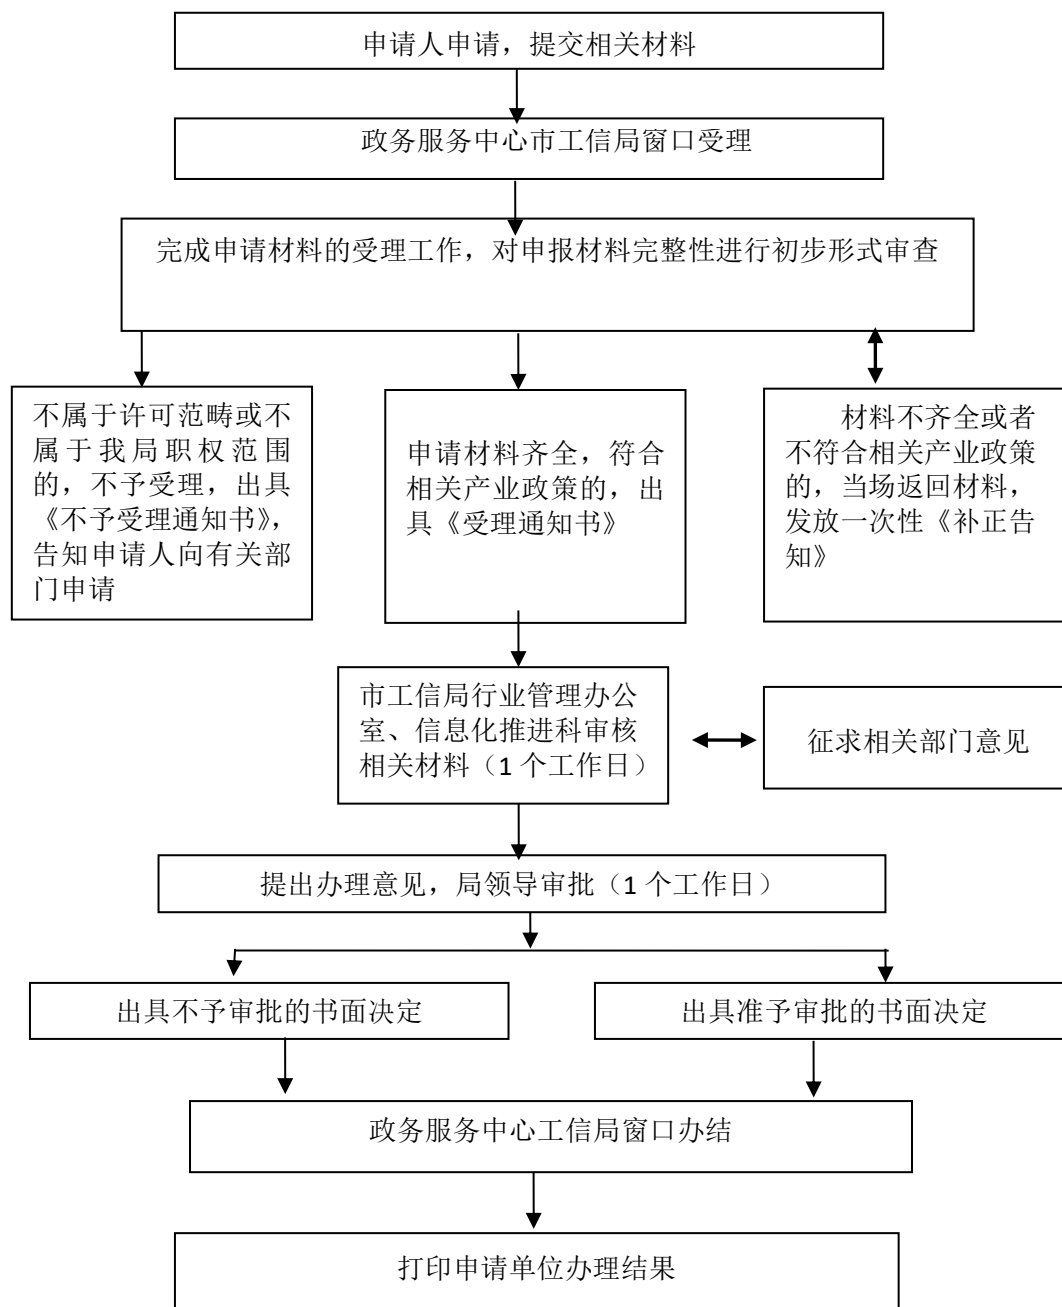 申请人申请，提交相关材料
政务服务中心市工信局窗口受理
完成申请材料的受理工作，对申报材料完整性进行初步形式审查
不属于许可范畴或不
属于我局职权范围
的，不予受理，出具
《不予受理通知书》，
告知申请人向有关部
门申请
申请材料齐全，符合
相关产业政策的，出
具《受理通知书》
材料不齐全或者
不符合相关产业政策
的，当场返回材料，
发放一次性《补正告
知》
市工信局行业管理办公
室、信息化推进科审核
相关材料（1 个工作日）
征求相关部门意见
提出办理意见，局领导审批（1 个工作日）
出具不予审批的书面决定
出具准予审批的书面决定
政务服务中心工信局窗口办结
打印申请单位办理结果